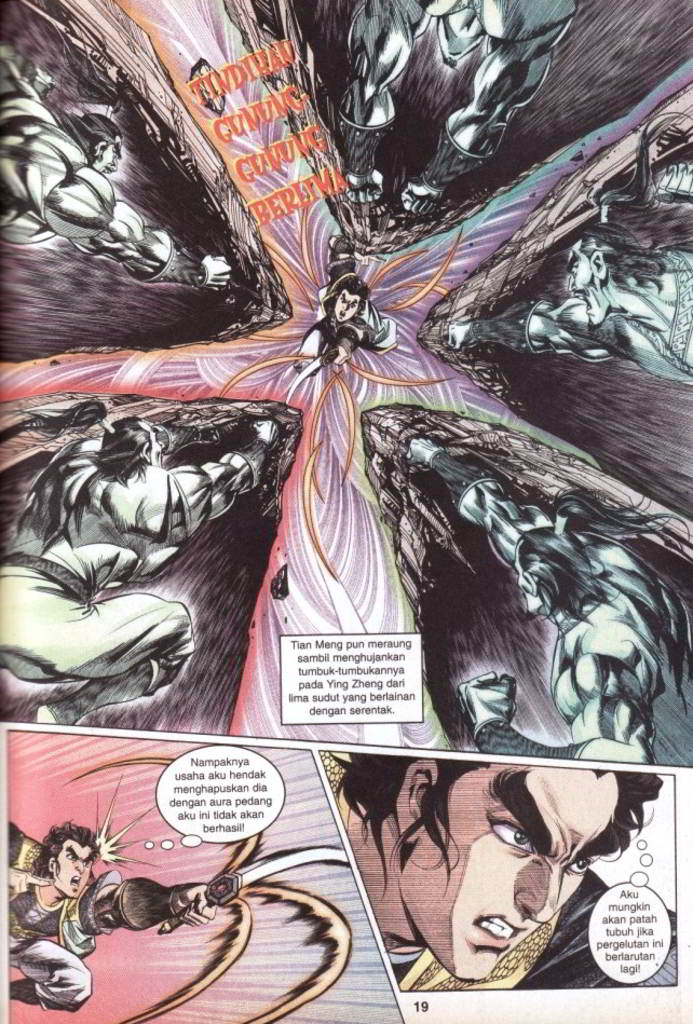 TINDIHAN
GUNUNG-
GUNUNG
BERLIMA
Tian Meng pun meraung
sambil menghujankan
tumbuk-tumbukannya
pada Ying Zheng dari
lima sudut yang berlainan
dengan serentak.
Nampaknya
usaha aku hendak
menghapuskan dia
dengan aura pedang
aku ini tidak akan
berhasil!
Aku
mungkin
akan patah
tubuh jika
pergelutan ini
berlarutan
lagi!
19